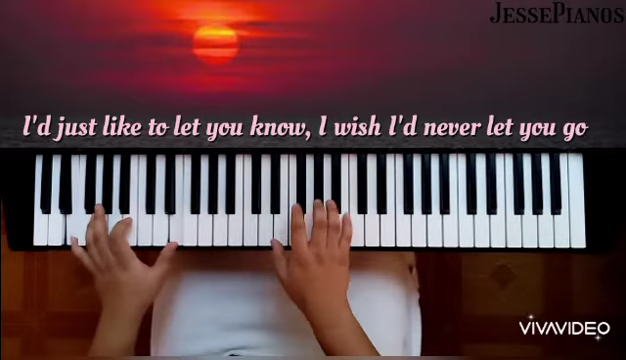 JESSEPIANOS
I'd just like to let you know, I wish I'd never let you go
VIVAVIDEO